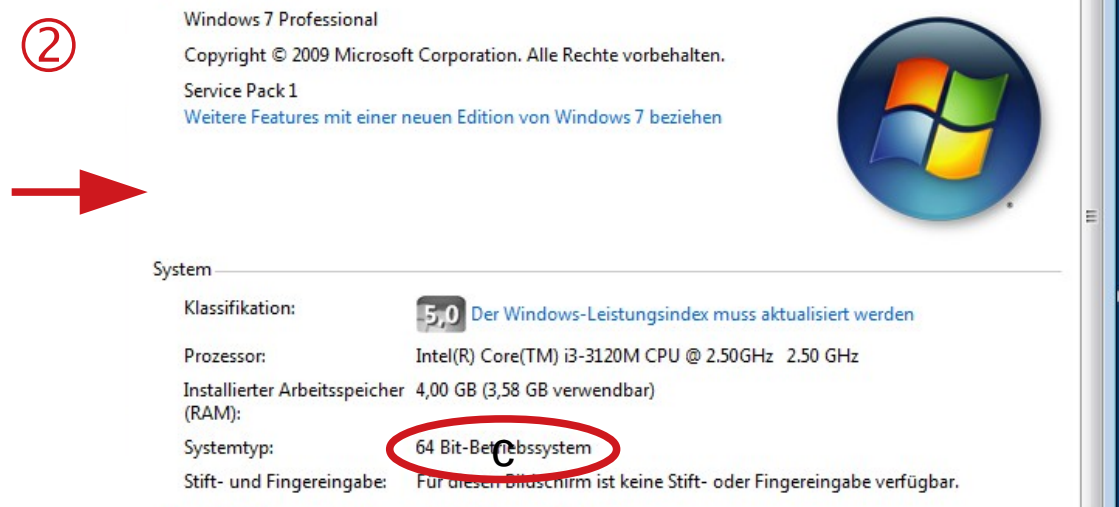 ②
Windows 7 Professional
Copyright © 2009 Microsoft Corporation. Alle Rechte vorbehalten.
Service Pack 1
Weitere Features mit einer neuen Edition von Windows 7 beziehen
System
Klassifikation: 5,0 Der Windows-Leistungsindex muss aktualisiert werden
Prozessor: Intel(R) Core(TM) i3-3120M CPU @ 2.50GHz 2.50 GHz
Installierter Arbeitsspeicher 4,00 GB (3,58 GB verwendbar)
(RAM):
Systemtyp: 64 Bit-Betriebssystem
c
Stift- und Fingereingabe: Für diesen Bildschirm ist keine Stift- oder Fingereingabe verfügbar.